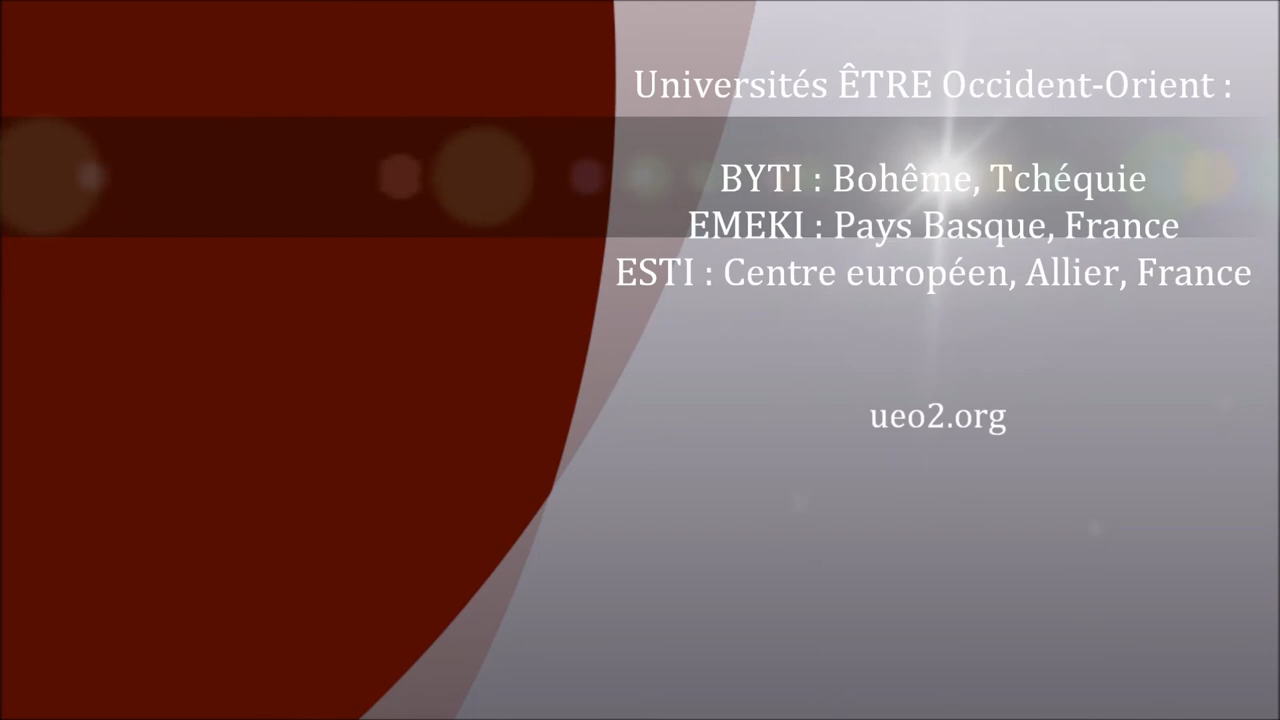 Universités ÊTRE Occident-Orient :
BYTI : Bohême, Tchéquie
EMEKI : Pays Basque, France
ESTI : Centre européen, Allier, France
ueo2.org